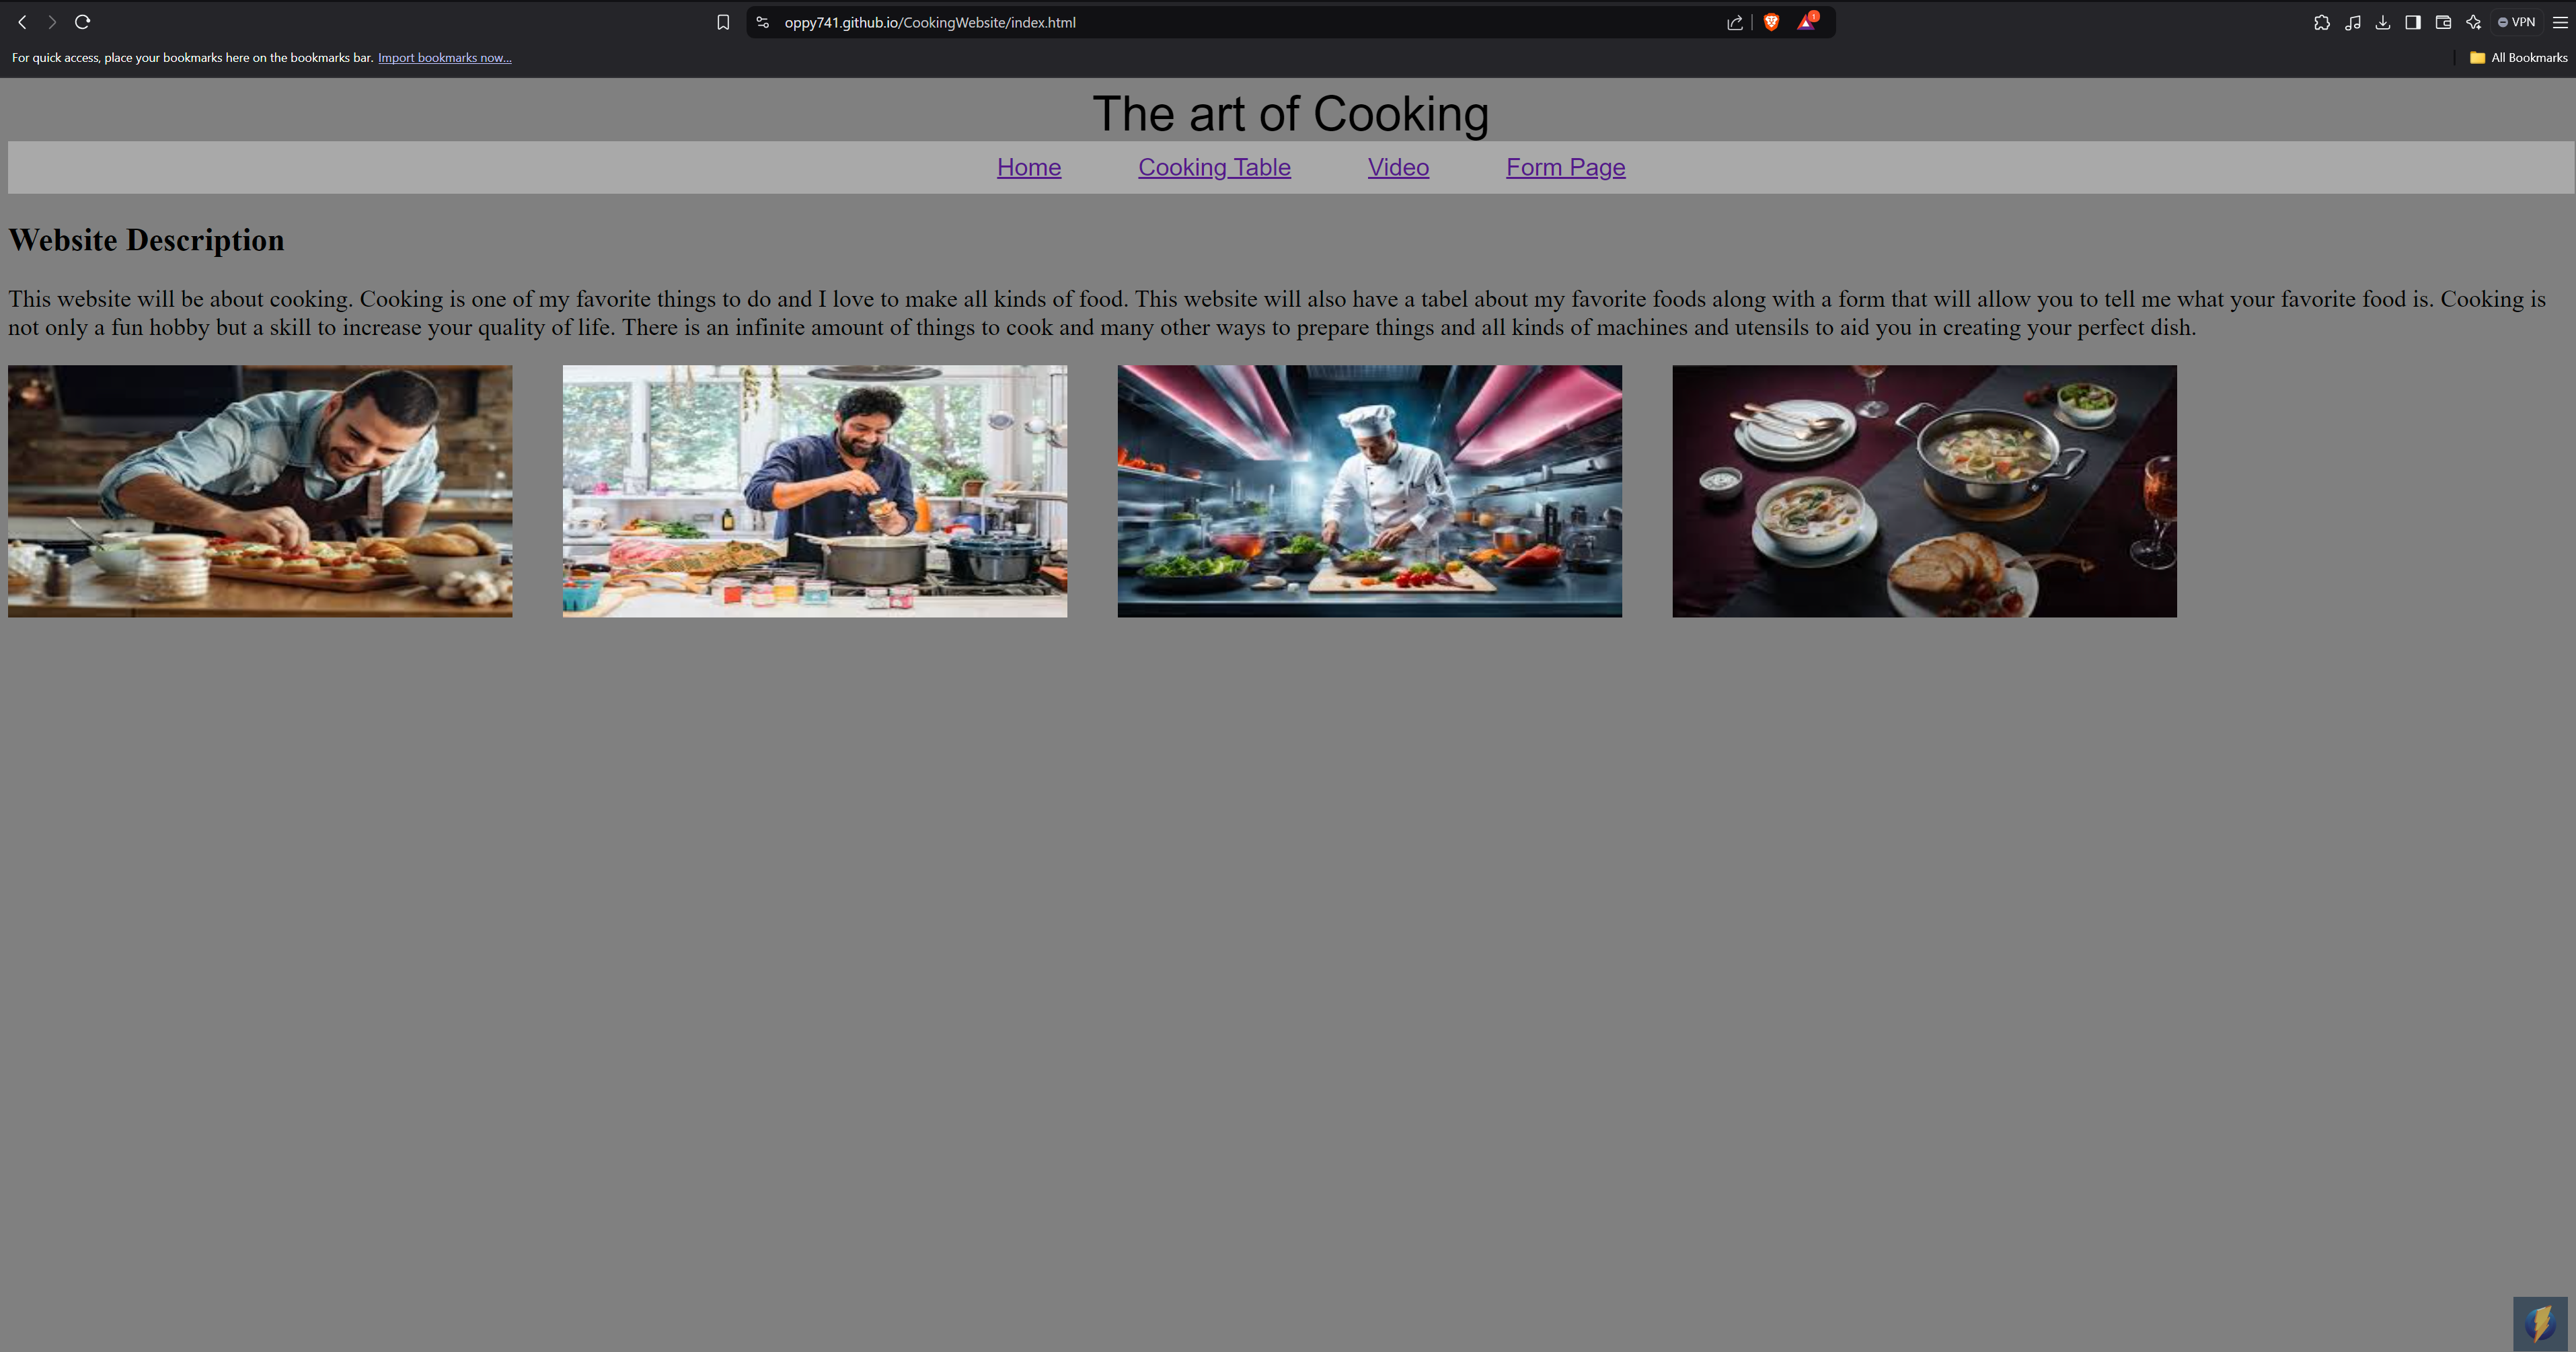 oppy741.github.io/CookingWebsite/index.html
1
VPN
For quick access, place your bookmarks here on the bookmarks bar. Import bookmarks now...
All Bookmarks
The art of Cooking
Home
Cooking Table
Video
Form Page
Website Description
This website will be about cooking. Cooking is one of my favorite things to do and I love to make all kinds of food. This website will also have a tabel about my favorite foods along with a form that will allow you to tell me what your favorite food is. Cooking is
not only a fun hobby but a skill to increase your quality of life. There is an infinite amount of things to cook and many other ways to prepare things and all kinds of machines and utensils to aid you in creating your perfect dish.